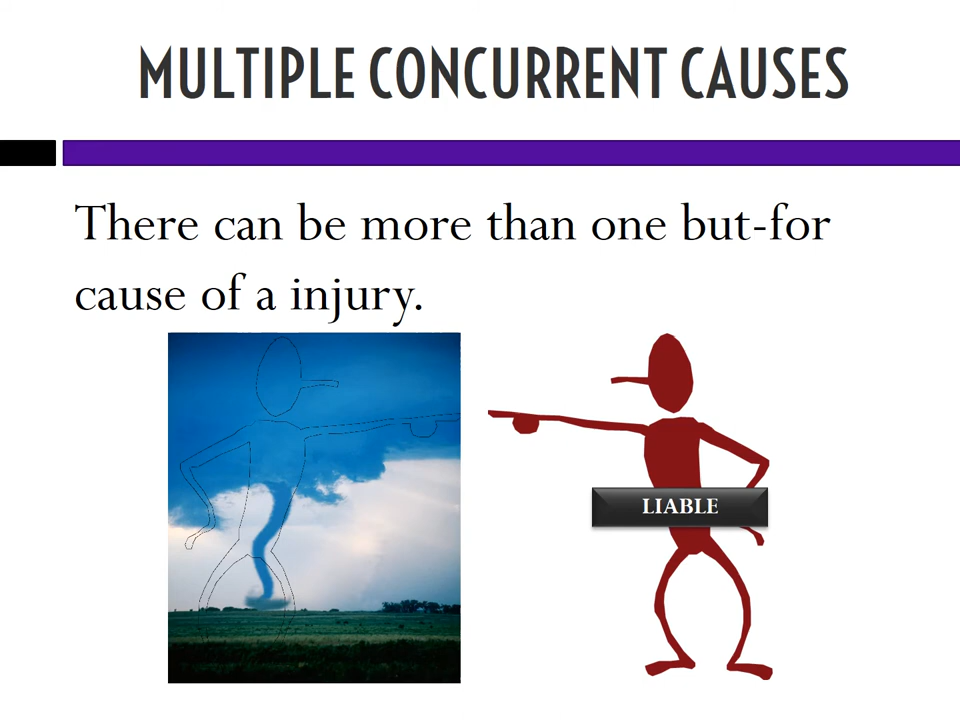 MULTIPLE CONCURRENT CAUSES
There can be more than one but-for
cause of a injury.
LIABLE